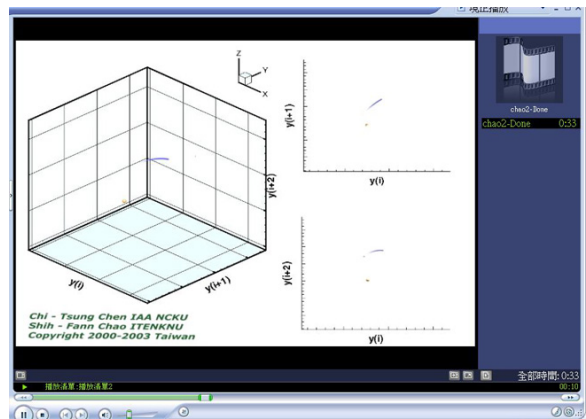 現正播放
Z
Y
X
y(i+1)
y(i)
y(i+2)
y(i)
y(i+1)
y(i+2)
y(i)
Chi - Tsung Chen IAA NCKU
Shih - Fann Chao ITENKNU
Copyright 2000-2003 Taiwan
chao2-Done
chao2-Done 0:33
全部時間: 0:33
播放清單:播放清單2
00:10